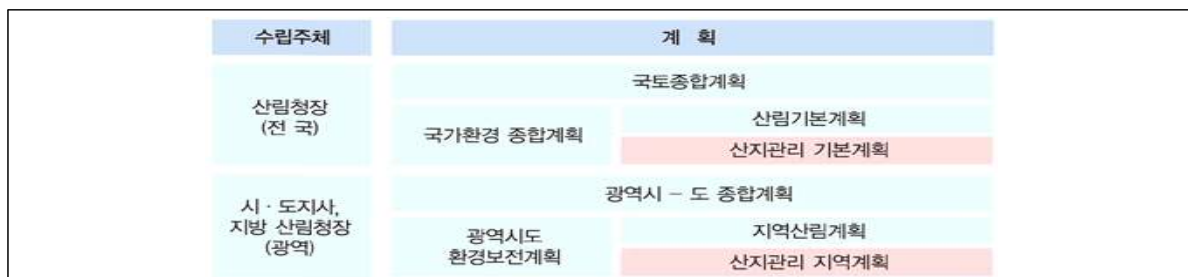 수립주체
계 획
산림청장
(전 국)
국토종합계획
국가환경 종합계획
산림기본계획
산지관리 기본계획
시 · 도지사,
지방 산림청장
(광역)
광역시 – 도 종합계획
광역시도
환경보전계획
지역산림계획
산지관리 지역계획